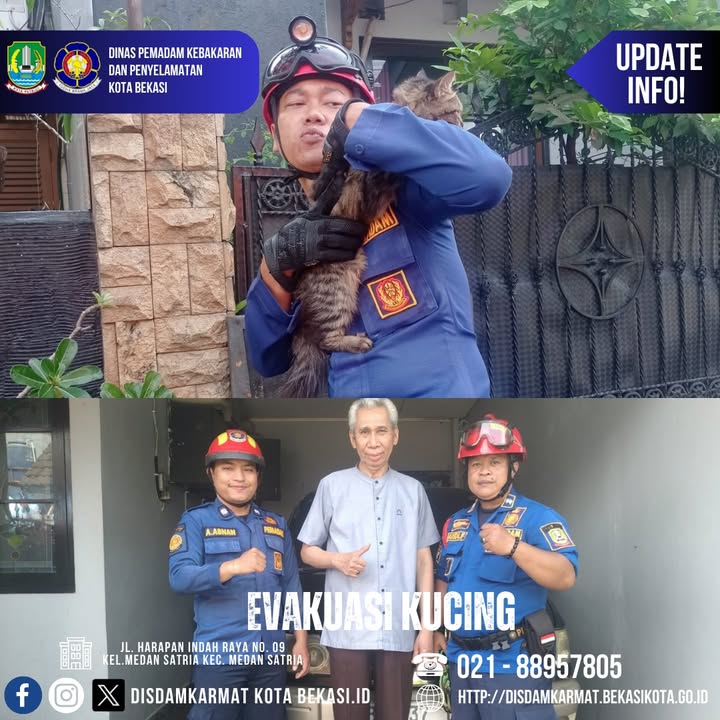 DINAS PEMADAM KEBAKARAN
DAN PENYELAMATAN
KOTA BEKASI
UPDATE
INFO!
A.ASNAN
EVAKUASI KUCING
JL. HARAPAN INDAH RAYA NO. 09
KEL.MEDAN SATRIA KEC. MEDAN SATRIA
021 - 88957805
DISDAMKARMAT KOTA BEKASI.ID
HTTP://DISDAMKARMAT.BEKASIKOTA.GO.ID